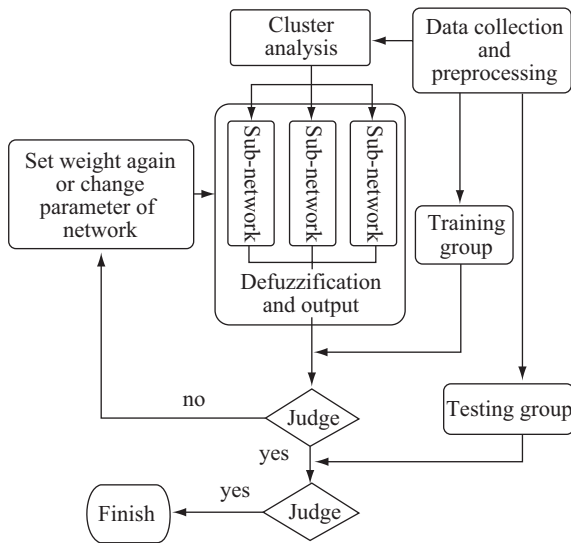 Cluster
analysis
Data collection
and
preprocessing
Sub-network
Sub-network
Sub-network
Set weight again
or change
parameter of
network
Training
group
Defuzzification
and output
no
Judge
Testing group
yes
yes
Judge
Finish